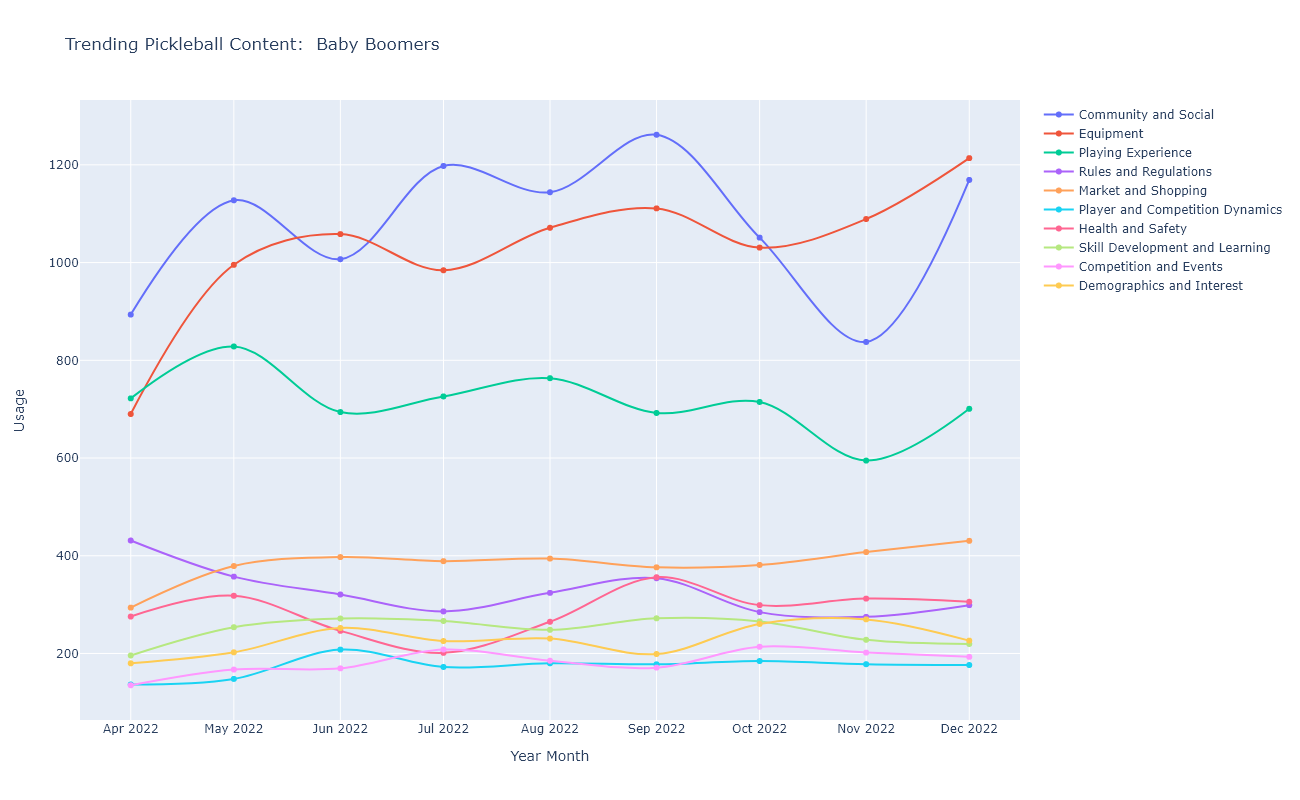 Trending Pickleball Content:  Baby Boomers
Community and Social
Equipment
Playing Experience
Rules and Regulations
Market and Shopping
Player and Competition Dynamics
Health and Safety
Skill Development and Learning
Competition and Events
Demographics and Interest
Usage
1200
1000
800
600
400
200
Apr 2022
May 2022
Jun 2022
Jul 2022
Aug 2022
Sep 2022
Oct 2022
Nov 2022
Dec 2022
Year Month